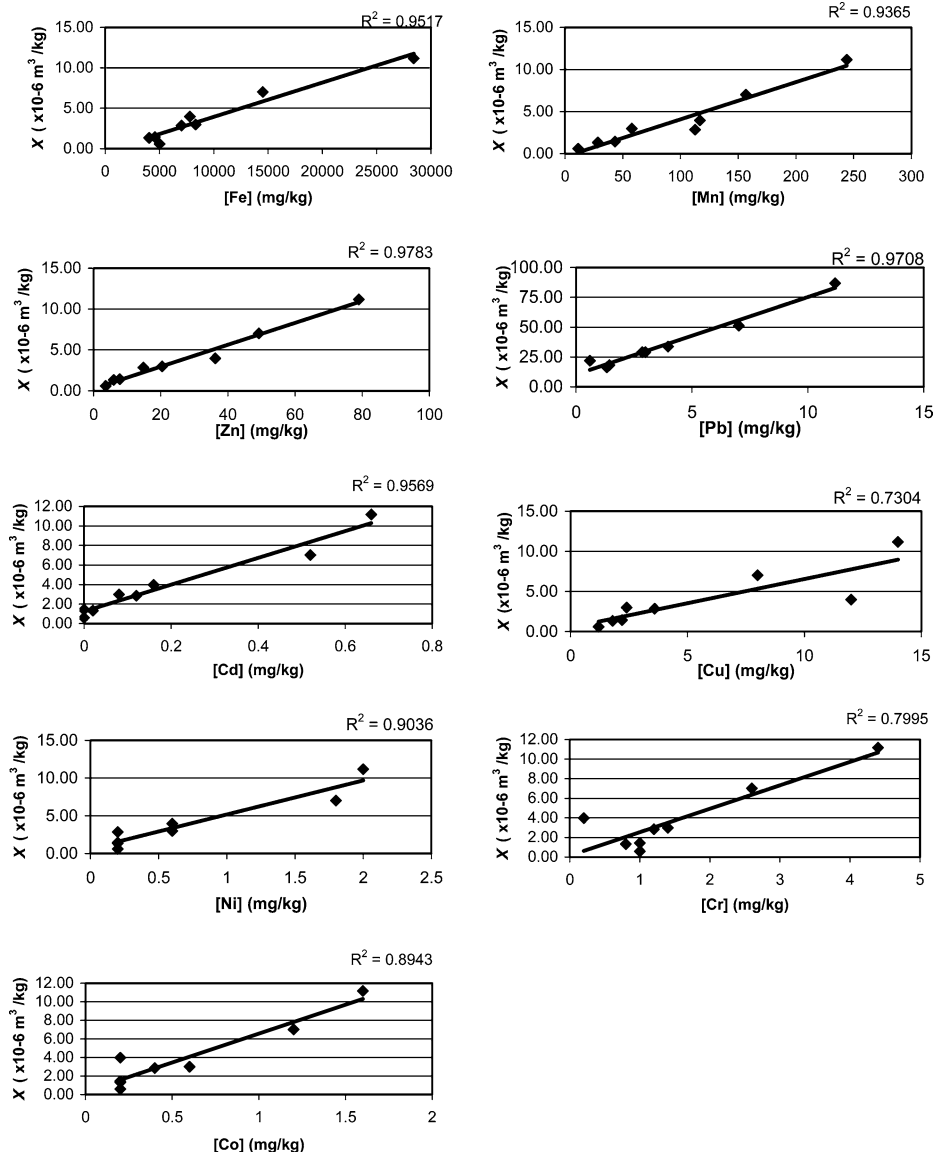 R² = 0.9517
15.00
10.00
5.00
0.00
X ( x10-6 m³ /kg)
0 5000 10000 15000 20000 25000 30000
[Fe] (mg/kg)
R² = 0.9365
15.00
10.00
5.00
0.00
X ( x10-6 m³ /kg)
0 50 100 150 200 250 300
[Mn] (mg/kg)
R² = 0.9783
15.00
10.00
5.00
0.00
X ( x10-6 m³ /kg)
0 20 40 60 80 100
[Zn] (mg/kg)
R² = 0.9708
100.00
75.00
50.00
25.00
0.00
X ( x10-6 m³ /kg)
0 5 10 15
[Pb] (mg/kg)
R² = 0.9569
12.00
10.00
8.00
6.00
4.00
2.00
0.00
X ( x10-6 m³ /kg)
0 0.2 0.4 0.6 0.8
[Cd] (mg/kg)
R² = 0.7304
15.00
10.00
5.00
0.00
X (x10-6 m³ /kg)
0 5 10 15
[Cu] (mg/kg)
R² = 0.9036
15.00
10.00
5.00
0.00
X ( x10-6 m³ /kg)
0 0.5 1 1.5 2 2.5
[Ni] (mg/kg)
R² = 0.7995
12.00
10.00
8.00
6.00
4.00
2.00
0.00
X ( x10-6 m³ /kg)
0 1 2 3 4 5
[Cr] (mg/kg)
R² = 0.8943
12.00
10.00
8.00
6.00
4.00
2.00
0.00
X ( x10-6 m³ /kg)
0 0.5 1 1.5 2
[Co] (mg/kg)